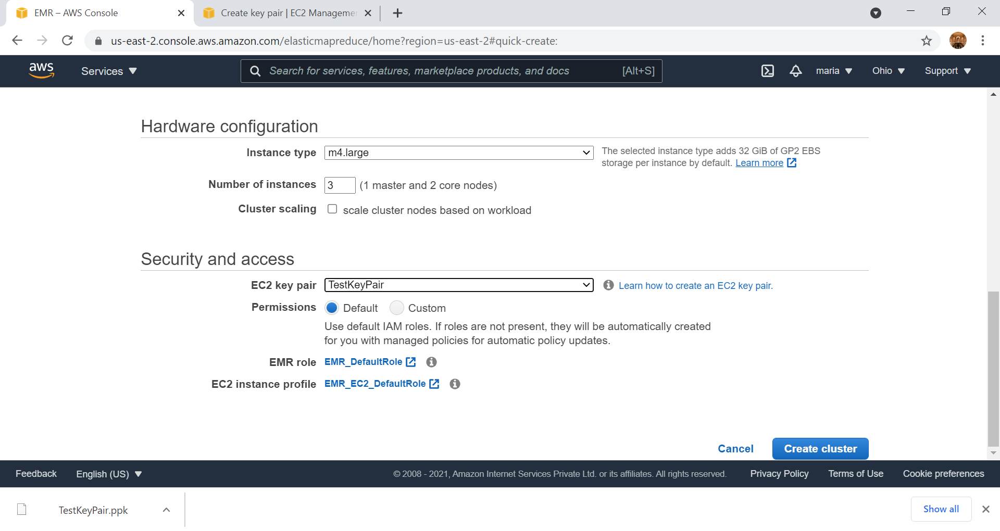 EMR – AWS Console
Create key pair | EC2 Manageme
us-east-2.console.aws.amazon.com/elasticmapreduce/home?region=us-east-2#quick-create:
aws
Services
Search for services, features, marketplace products, and docs
[Alt+S]
maria
Ohio
Support
Hardware configuration
Instance type
m4.large
The selected instance type adds 32 GiB of GP2 EBS
storage per instance by default. Learn more
Number of instances
3
(1 master and 2 core nodes)
Cluster scaling
scale cluster nodes based on workload
Security and access
EC2 key pair
TestKeyPair
Learn how to create an EC2 key pair.
Permissions
Default
Custom
Use default IAM roles. If roles are not present, they will be automatically created
for you with managed policies for automatic policy updates.
EMR role
EMR_DefaultRole
EC2 instance profile
EMR_EC2_DefaultRole
Cancel
Create cluster
Feedback
English (US)
© 2008 - 2021, Amazon Internet Services Private Ltd. or its affiliates. All rights reserved.
Privacy Policy
Terms of Use
Cookie preferences
TestKeyPair.ppk
Show all